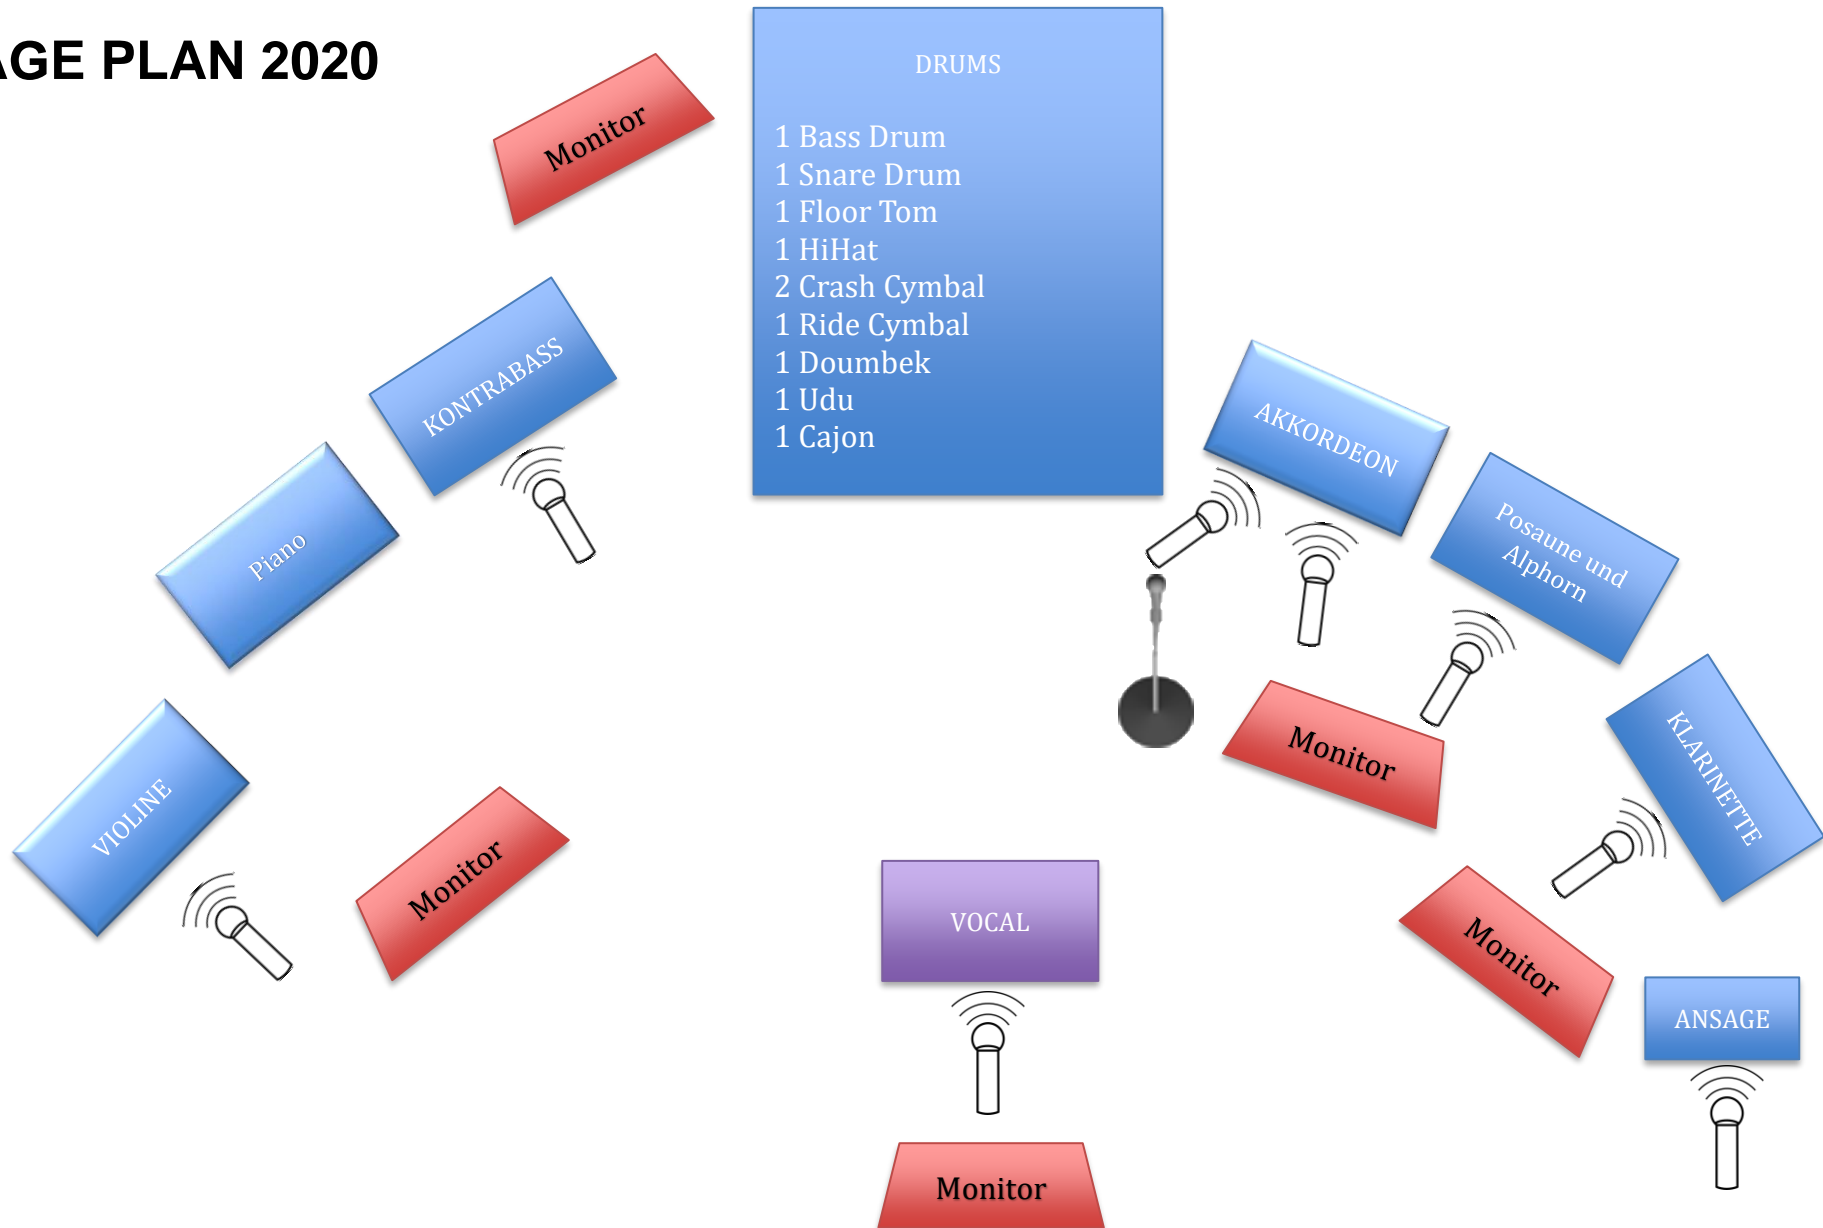 AGE PLAN 2020
Monitor
DRUMS
1 Bass Drum
1 Snare Drum
1 Floor Tom
1 HiHat
2 Crash Cymbal
1 Ride Cymbal
1 Doumbek
1 Udu
1 Cajon
KONTRABASS
AKKORDEON
Piano
Posaune und
Alphorn
KLARINETTE
Monitor
VIOLINE
Monitor
VOCAL
Monitor
ANSAGE
Monitor